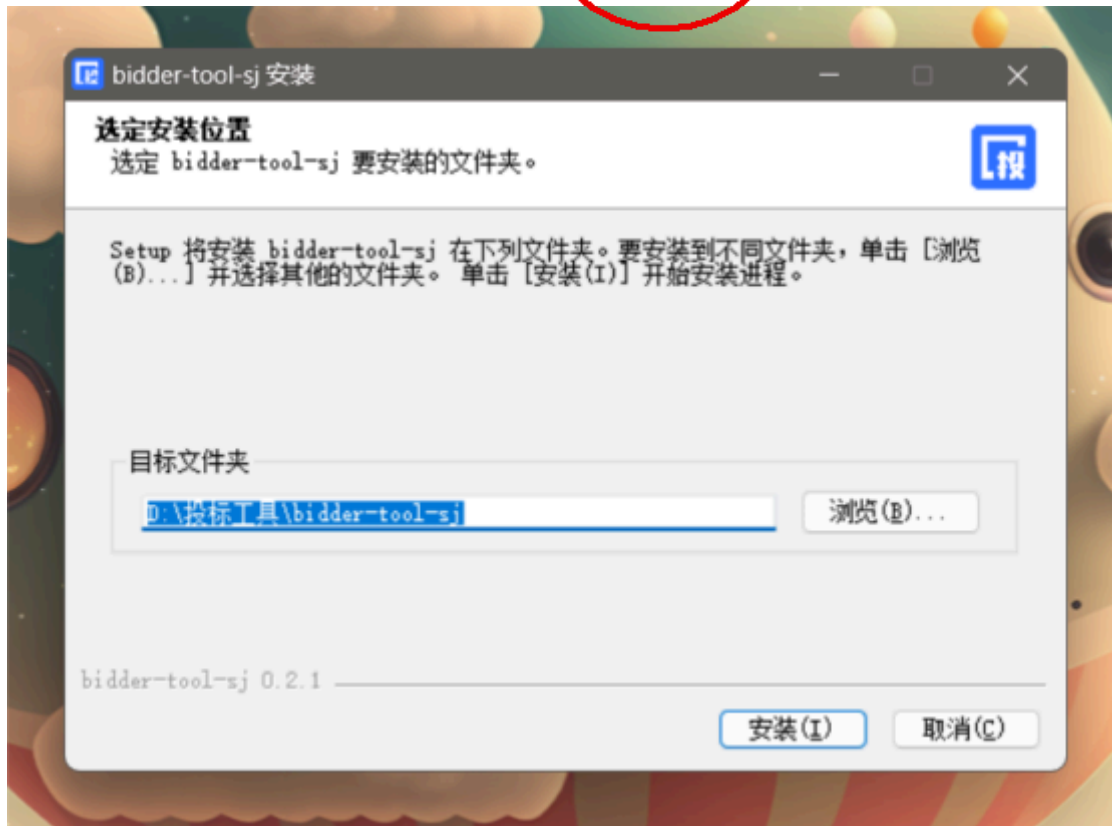 bidder-tool-sj 安装
选定安装位置
选定 bidder-tool-sj 要安装的文件夹。
投
Setup 将安装 bidder-tool-sj 在下列文件夹。要安装到不同文件夹，单击 [浏览
(B)...] 并选择其他的文件夹。 单击 [安装(I)] 开始安装进程。
目标文件夹
D:\投标工具\bidder-tool-sj
浏览(B)...
bidder-tool-sj 0.2.1
安装(I)
取消(C)